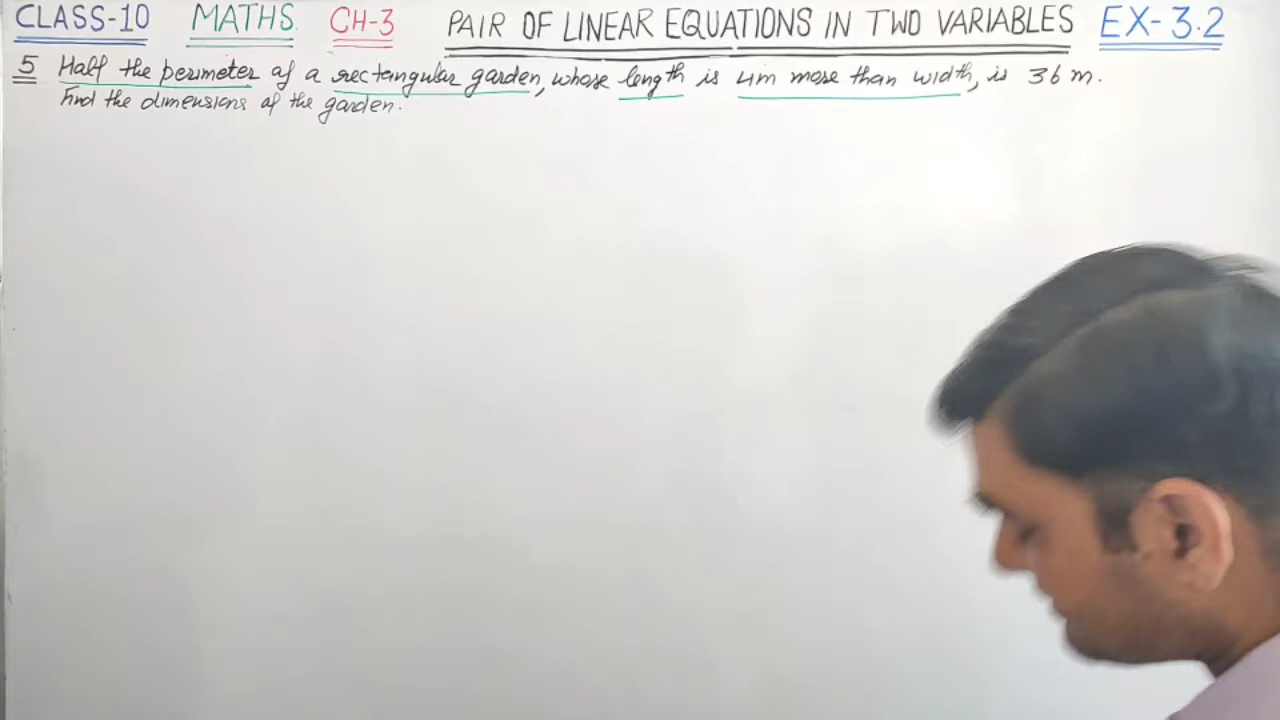 CLASS-10 MATHS. CH-3 PAIR OF LINEAR EQUATIONS IN TWO VARIABLES EX-3.2
5 Half the perimeter of a rectangular garden, whose length is 4m more than width, is 36 m.
Find the dimensions of the garden.